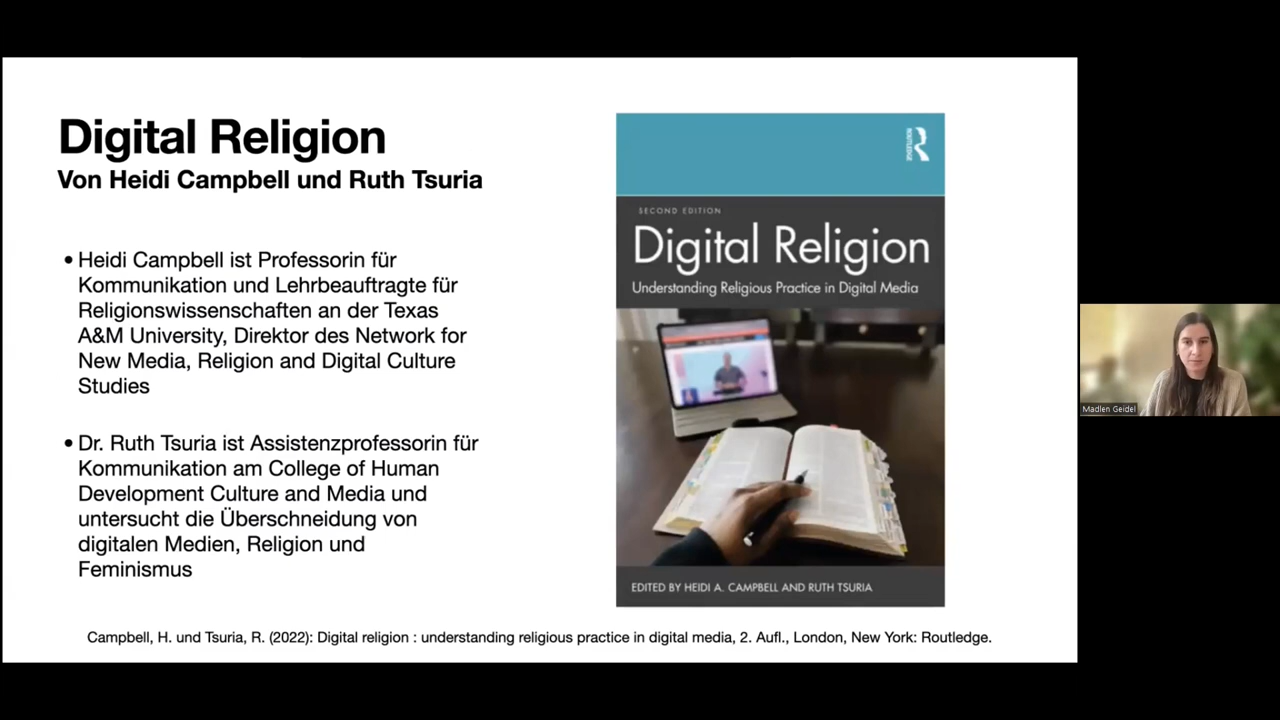 Digital Religion
Von Heidi Campbell und Ruth Tsuria
• Heidi Campbell ist Professorin für
Kommunikation und Lehrbeauftragte für
Religionswissenschaften an der Texas
A&M University, Direktor des Network for
New Media, Religion and Digital Culture
Studies
• Dr. Ruth Tsuria ist Assistenzprofessorin für
Kommunikation am College of Human
Development Culture and Media und
untersucht die Überschneidung von
digitalen Medien, Religion und
Feminismus
ROUTLEDGE
SECOND EDITION
Digital Religion
Understanding Religious Practice in Digital Media
EDITED BY HEIDI A. CAMPBELL AND RUTH TSURIA
Campbell, H. und Tsuria, R. (2022): Digital religion : understanding religious practice in digital media, 2. Aufl., London, New York: Routledge.
Madlen Geidel